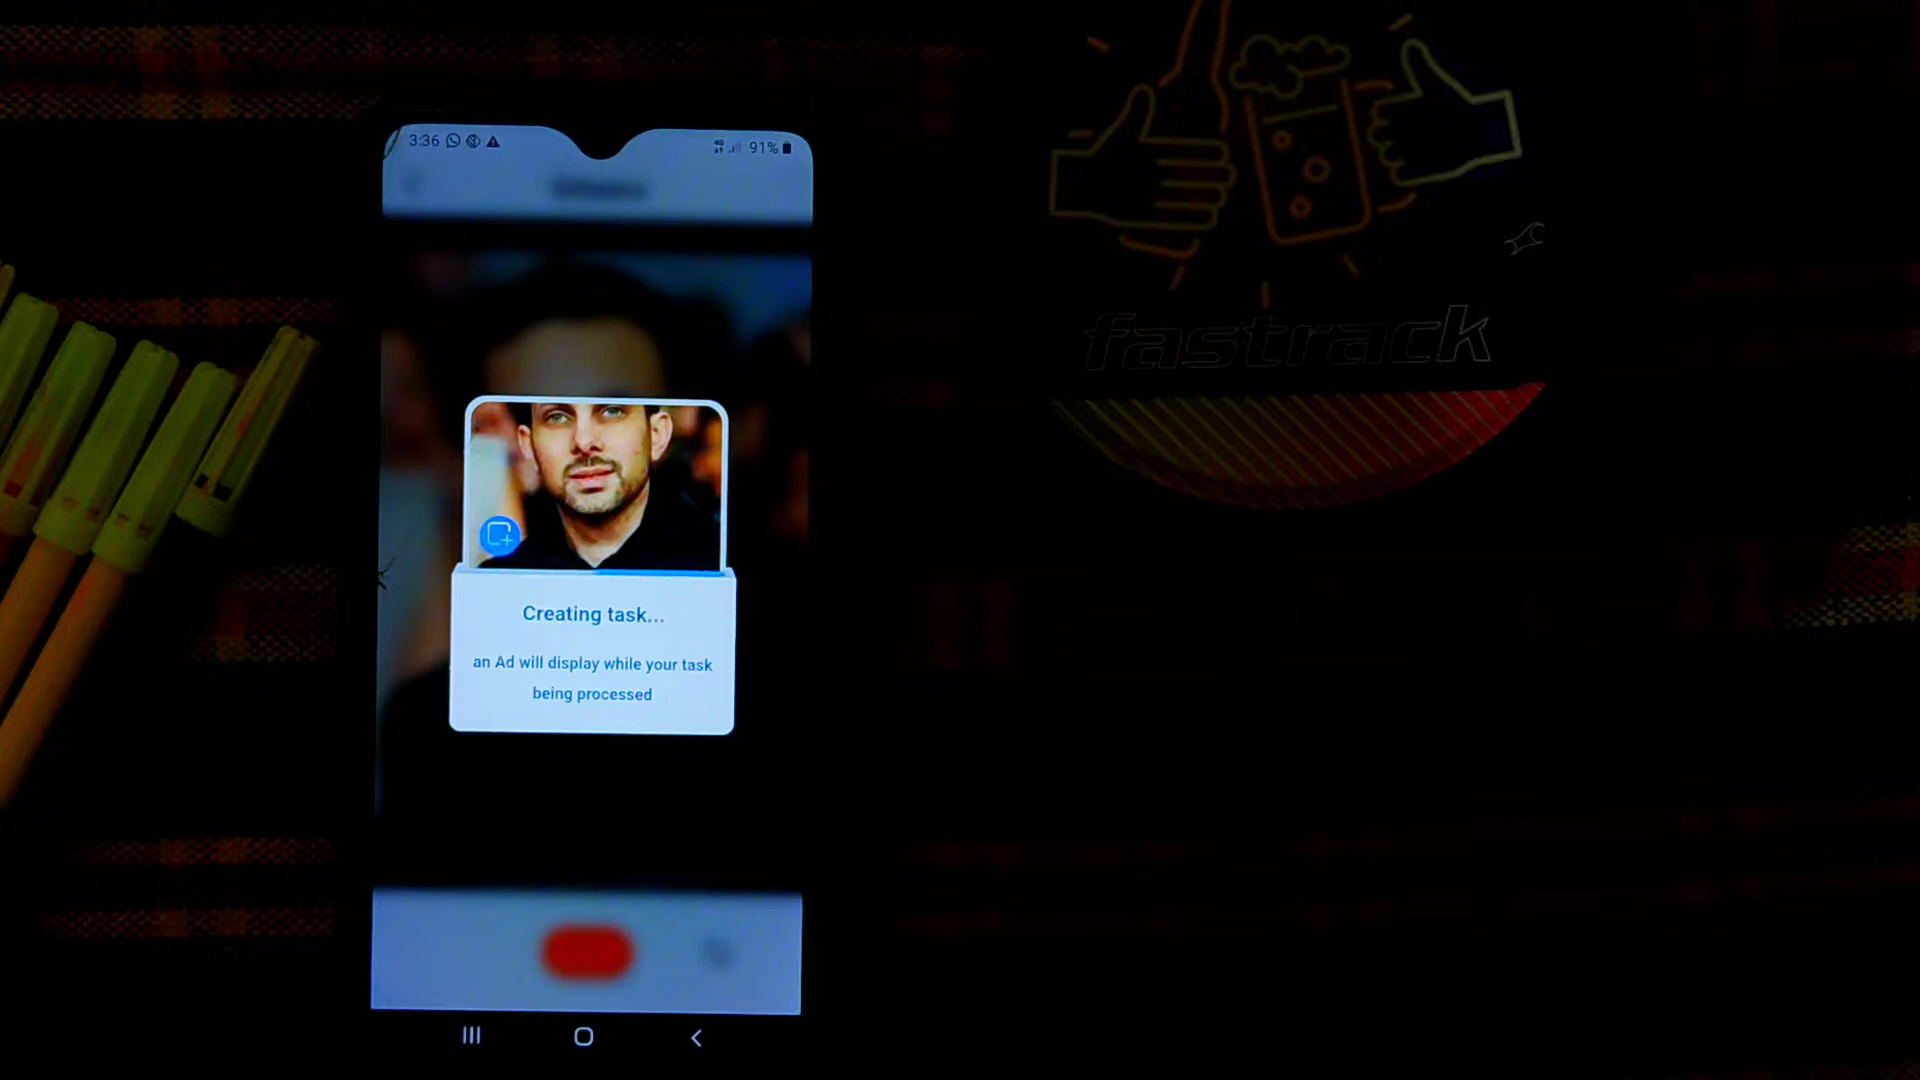 3:36
91%
Creating task...
an Ad will display while your task
being processed
fastrack